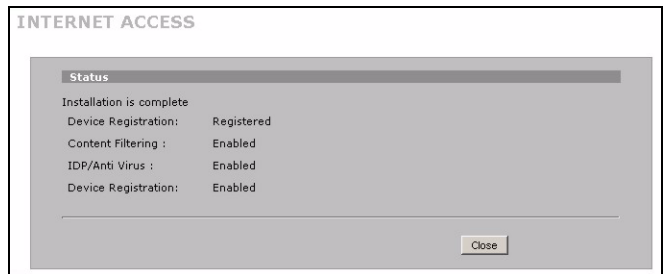 INTERNET ACCESS
Status
Installation is complete
Device Registration: Registered
Content Filtering : Enabled
IDP/Anti Virus : Enabled
Device Registration: Enabled
Close